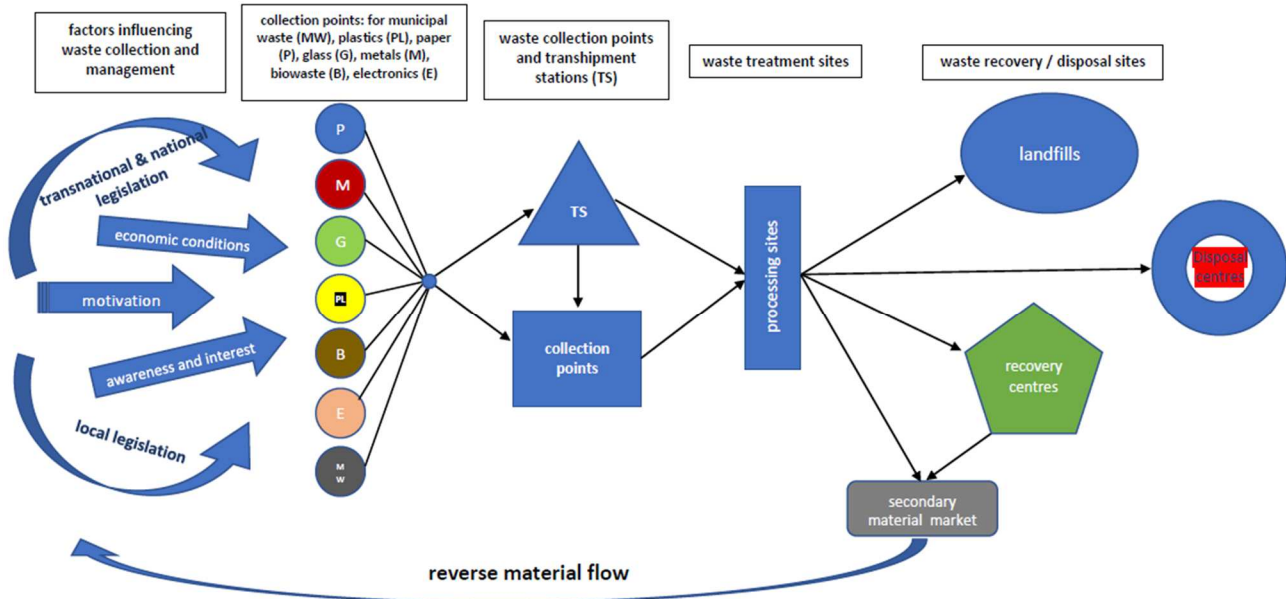 factors influencing
waste collection and
management
collection points: for municipal
waste (MW), plastics (PL), paper
(P), glass (G), metals (M),
biowaste (B), electronics (E)
waste collection points
and transhipment
stations (TS)
waste treatment sites
waste recovery / disposal sites
transnational & national
legislation
economic conditions
motivation
awareness and interest
local legislation
P
M
G
PL
B
E
M
W
TS
collection
points
processing sites
landfills
Disposal
centres
recovery
centres
secondary
material market
reverse material flow